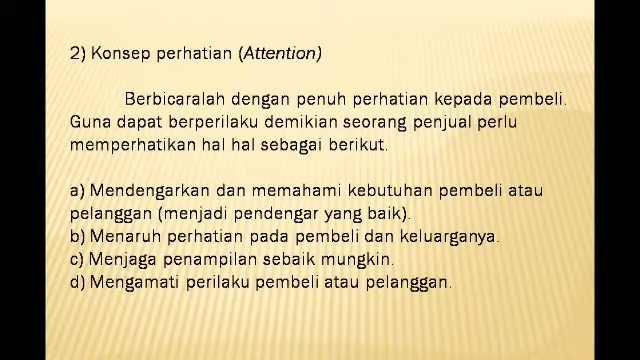 2) Konsep perhatian (Attention)
Berbicaralah dengan penuh perhatian kepada pembeli.
Guna dapat berperilaku demikian seorang penjual perlu
memperhatikan hal hal sebagai berikut.
a) Mendengarkan dan memahami kebutuhan pembeli atau
pelanggan (menjadi pendengar yang baik).
b) Menaruh perhatian pada pembeli dan keluarganya.
c) Menjaga penampilan sebaik mungkin.
d) Mengamati perilaku pembeli atau pelanggan.